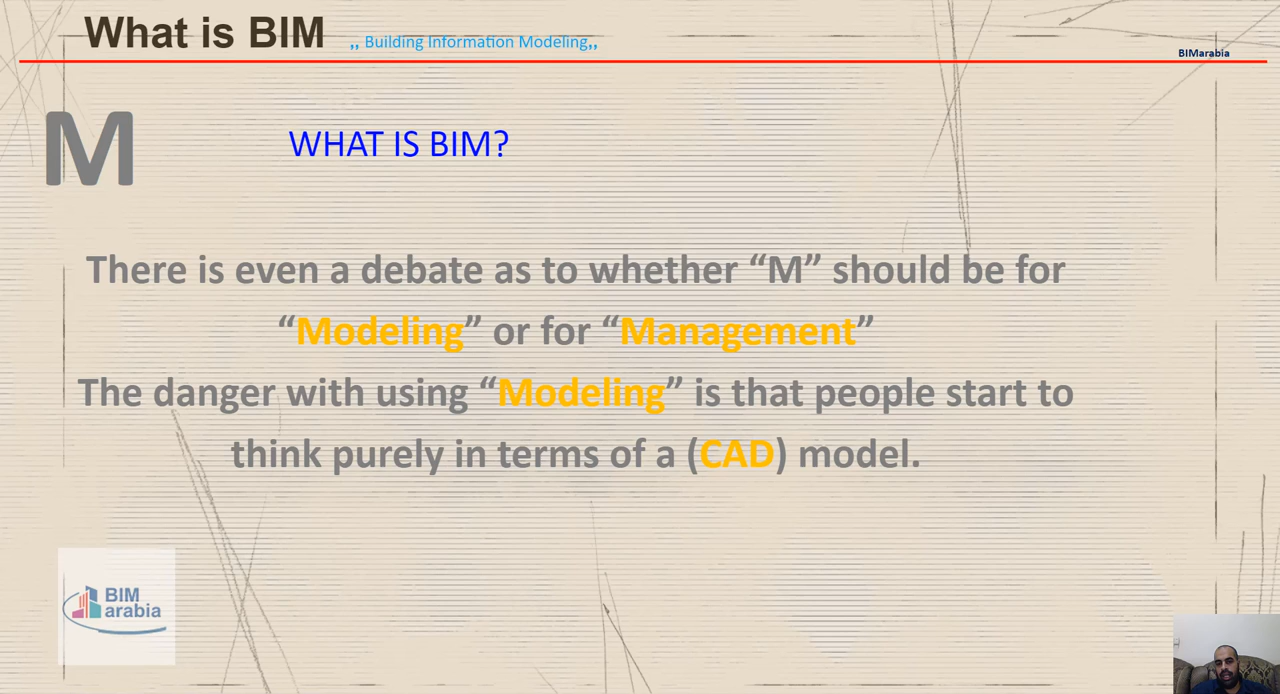 What is BIM ,, Building Information Modeling,,
BIMarabia
M
WHAT IS BIM?
There is even a debate as to whether “M” should be for
“Modeling” or for “Management”
The danger with using “Modeling” is that people start to
think purely in terms of a (CAD) model.
BIM
arabia